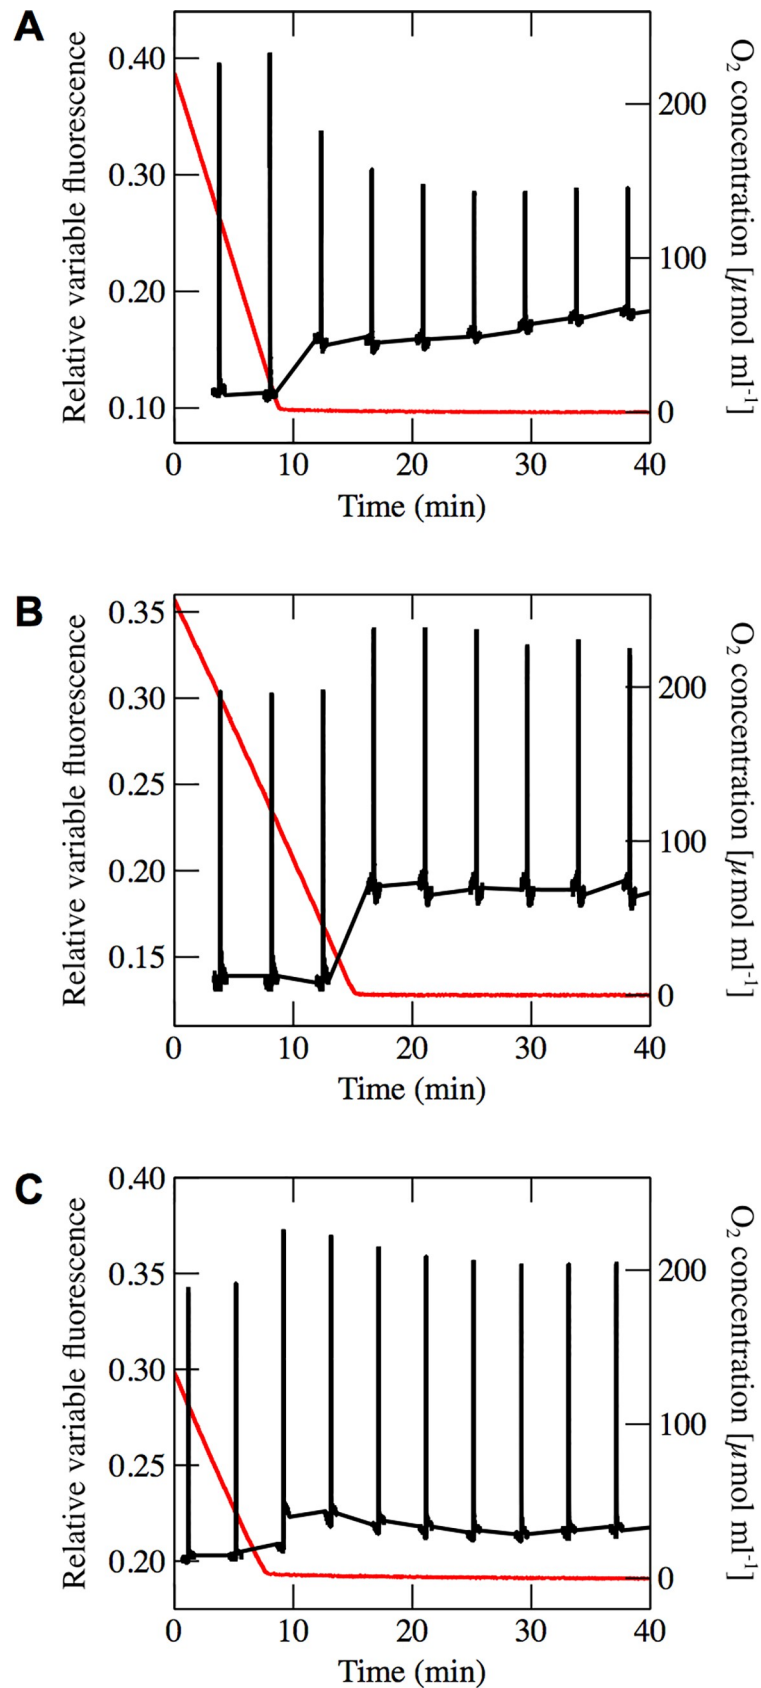 A
Relative variable fluorescence
0.40
0.30
0.20
0.10
200
100
0
O2 concentration [µmol ml-1]
0 10 20 30 40
Time (min)
B
Relative variable fluorescence
0.35
0.30
0.25
0.20
0.15
200
100
0
O2 concentration [µmol ml-1]
0 10 20 30 40
Time (min)
C
Relative variable fluorescence
0.40
0.35
0.30
0.25
0.20
200
100
0
O2 concentration [µmol ml-1]
0 10 20 30 40
Time (min)